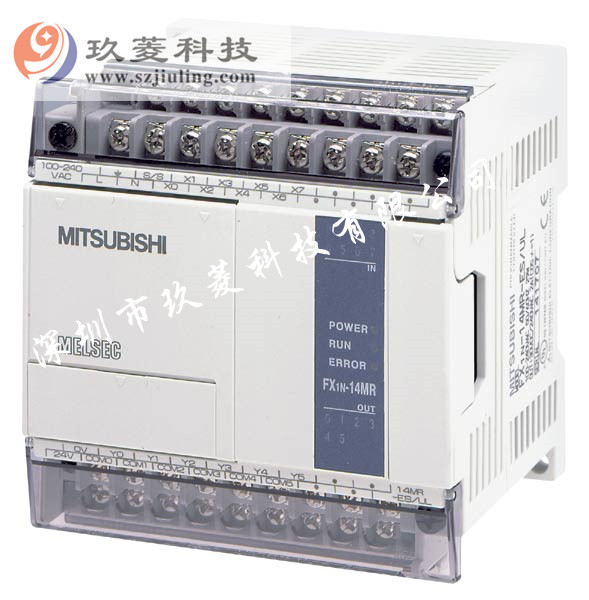 玖菱科技
www.szjiuling.com
100-240
VAC L N S/S X0 X1 X2 X3 X4 X5 X6 X7
MITSUBISHI
MELSEC
深圳市玖菱科技有限公司
IN
POWER
RUN
ERROR
FX1N-14MR
OUT
0 1 2 3
4 5
0V Y0 Y1 Y2 Y3 Y4 Y5
24V COM0 COM1 COM2 COM3 COM4 COM5
14MR
-ES/UL
MITSUBISHI
FX1N-14MR-ES/UL